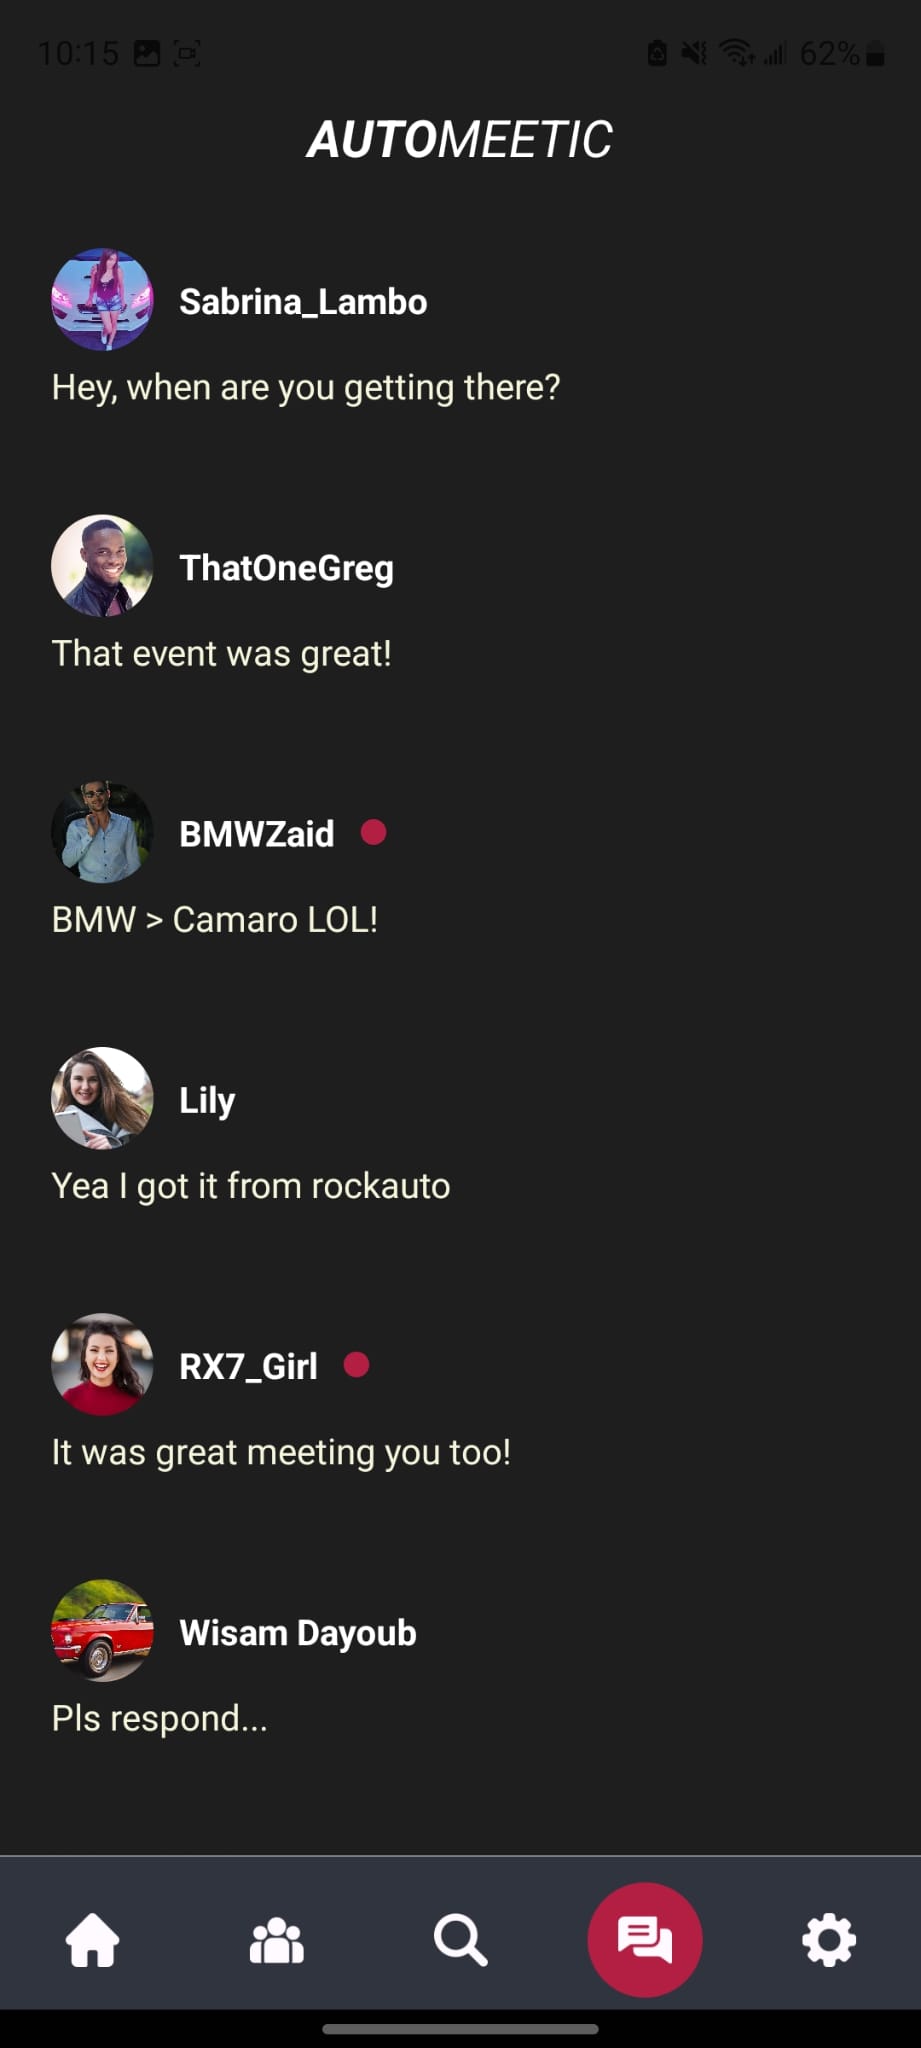 10:15 62%
AUTOMEETIC
Sabrina_Lambo
Hey, when are you getting there?
ThatOneGreg
That event was great!
BMWZaid
BMW > Camaro LOL!
Lily
Yea I got it from rockauto
RX7_Girl
It was great meeting you too!
Wisam Dayoub
Pls respond...